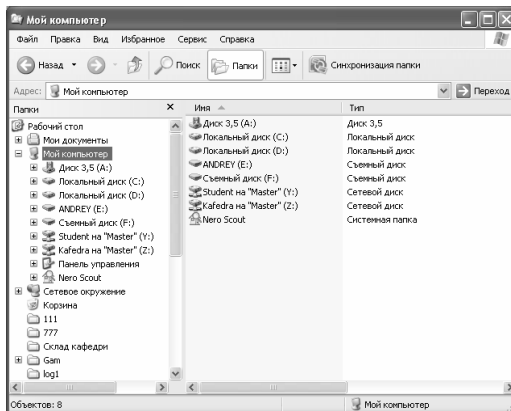 Мой компьютер
Файл Правка Вид Избранное Сервис Справка
Назад Поиск Папки Синхронизация папки
Адрес: Мой компьютер Переход
Папки
Рабочий стол
Мои документы
Мой компьютер
Диск 3,5 (A:)
Локальный диск (C:)
Локальный диск (D:)
ANDREY (E:)
Съемный диск (F:)
Student на "Master" (Y:)
Kafedra на "Master" (Z:)
Панель управления
Nero Scout
Сетевое окружение
Корзина
111
777
Склад кафедри
Gam
log1
Имя Тип
Диск 3,5 (A:) Диск 3,5
Локальный диск (C:) Локальный диск
Локальный диск (D:) Локальный диск
ANDREY (E:) Съемный диск
Съемный диск (F:) Съемный диск
Student на "Master" (Y:) Сетевой диск
Kafedra на "Master" (Z:) Сетевой диск
Nero Scout Системная папка
Объектов: 8 Мой компьютер